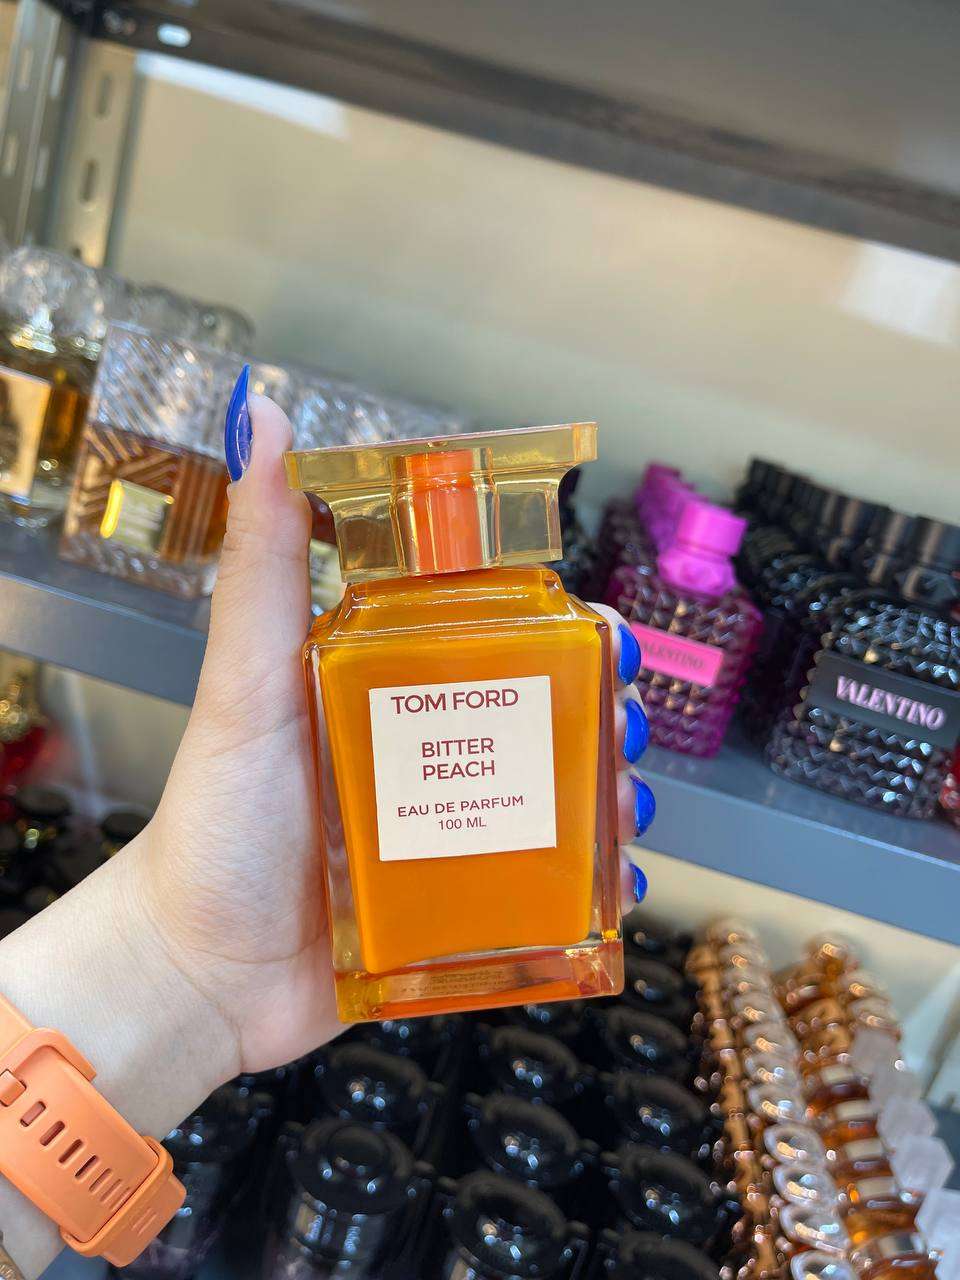 TOM FORD
BITTER
PEACH
EAU DE PARFUM
100 ML
VALENTINO
VALENTINO